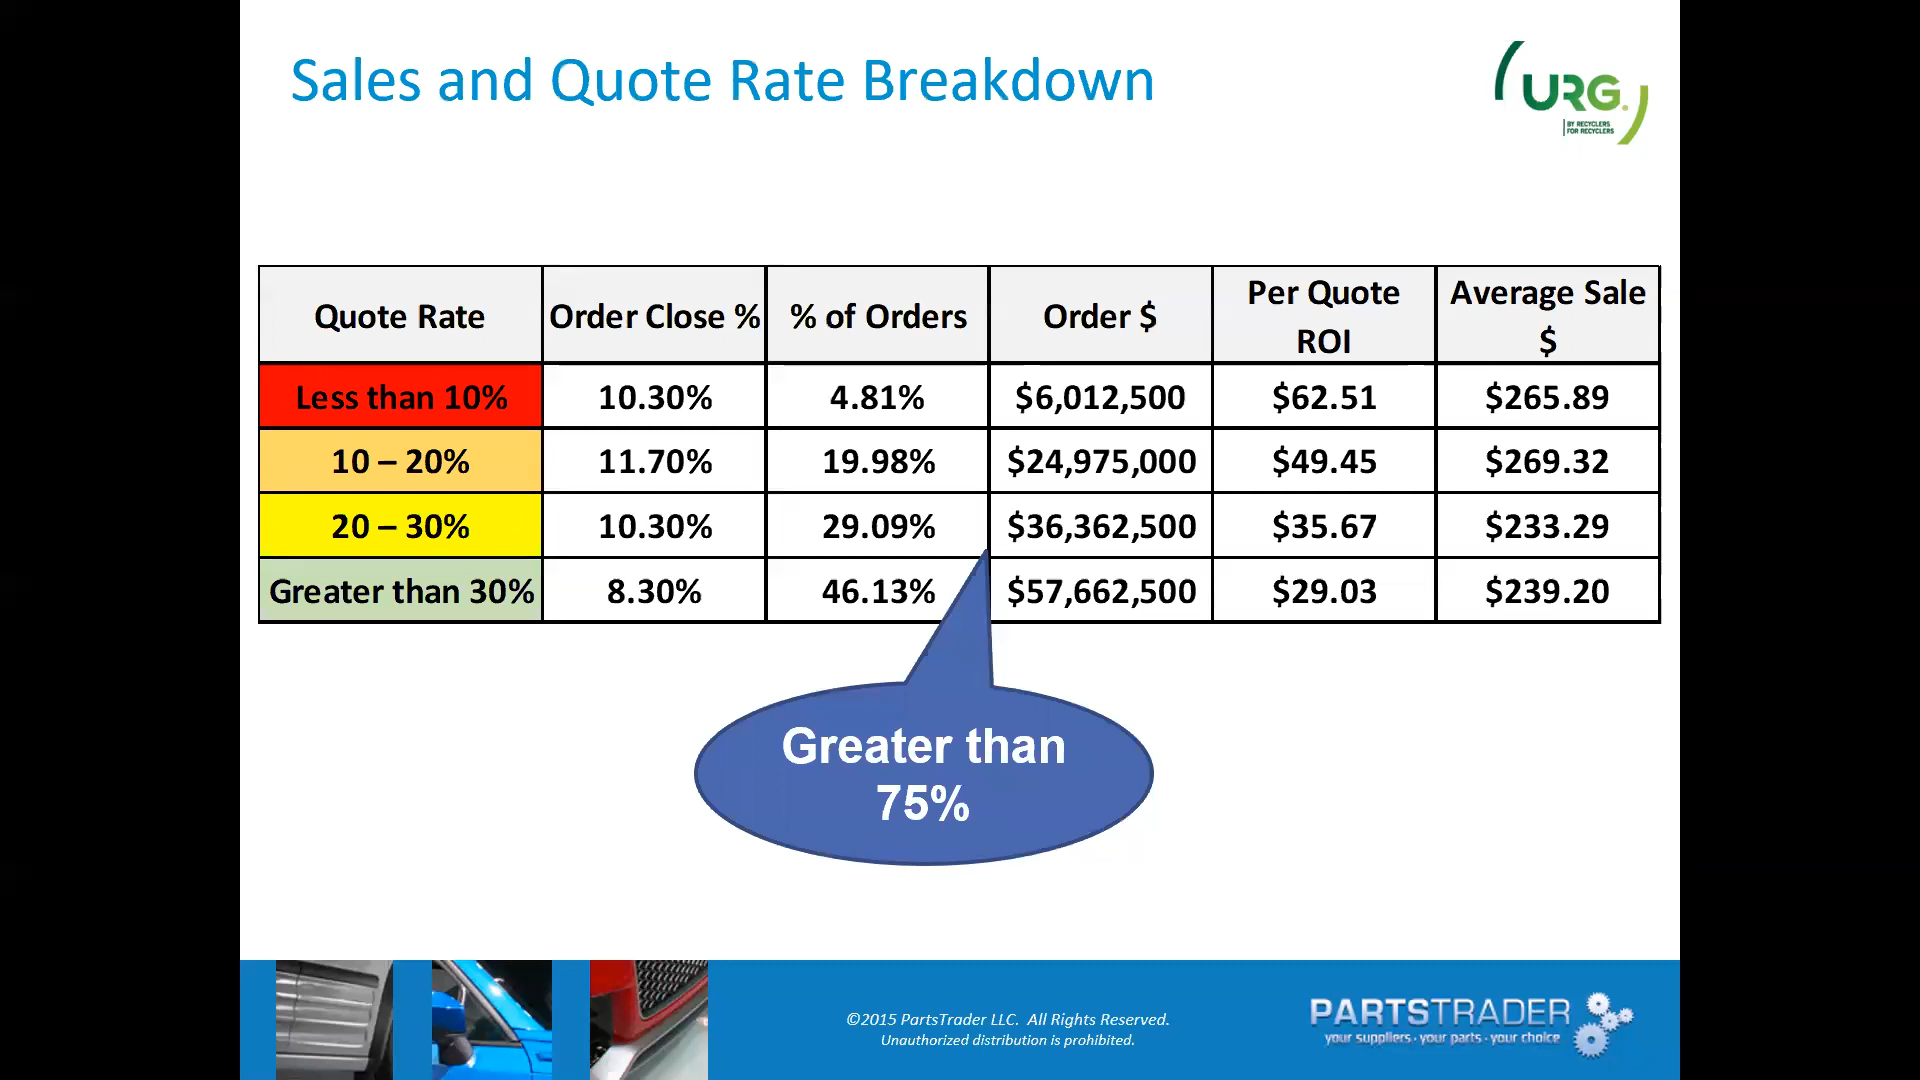 Sales and Quote Rate Breakdown
URG.
BY RECYCLERS
FOR RECYCLERS
Quote Rate Order Close % % of Orders Order $ Per Quote ROI Average Sale $
Less than 10% 10.30% 4.81% $6,012,500 $62.51 $265.89
10 – 20% 11.70% 19.98% $24,975,000 $49.45 $269.32
20 – 30% 10.30% 29.09% $36,362,500 $35.67 $233.29
Greater than 30% 8.30% 46.13% $57,662,500 $29.03 $239.20
Greater than
75%
©2015 PartsTrader LLC. All Rights Reserved.
Unauthorized distribution is prohibited.
PARTSTRADER
your suppliers · your parts · your choice